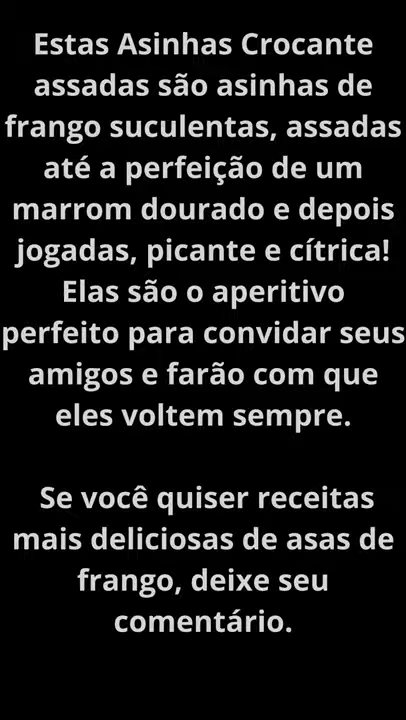 Estas Asinhas Crocante
assadas são asinhas de
frango suculentas, assadas
até a perfeição de um
marrom dourado e depois
jogadas, picante e cítrica!
Elas são o aperitivo
perfeito para convidar seus
amigos e farão com que
eles voltem sempre.
Se você quiser receitas
mais deliciosas de asas de
frango, deixe seu
comentário.